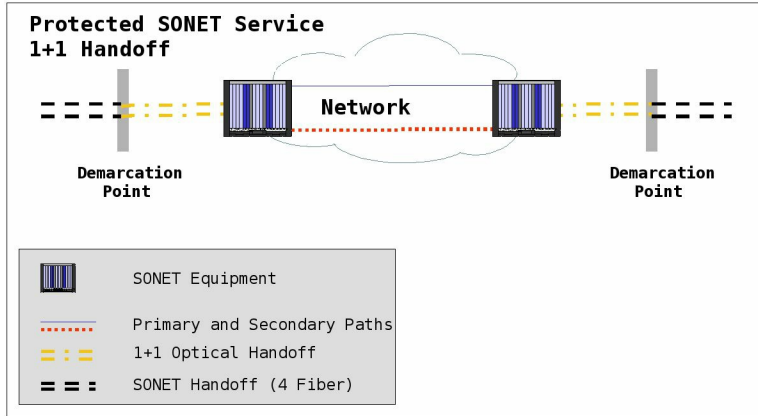 Protected SONET Service
1+1 Handoff
Network
Demarcation
Point
Demarcation
Point
SONET Equipment
Primary and Secondary Paths
1+1 Optical Handoff
SONET Handoff (4 Fiber)